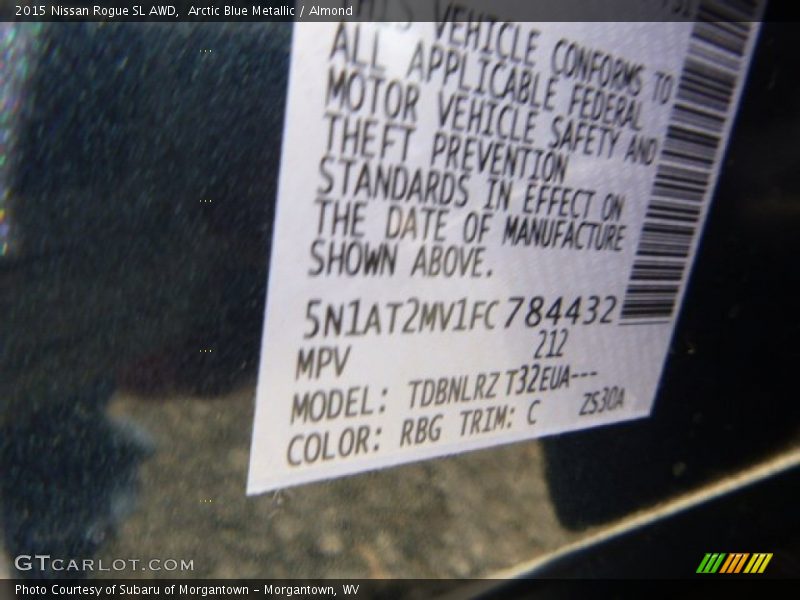 2015 Nissan Rogue SL AWD,  Arctic Blue Metallic / Almond
VEHICLE CONFORMS TO
ALL APPLICABLE FEDERAL
MOTOR VEHICLE SAFETY AND
THEFT PREVENTION
STANDARDS IN EFFECT ON
THE DATE OF MANUFACTURE
SHOWN ABOVE.
5N1AT2MV1FC784432
MPV 212
MODEL: TDBNLRZ T32EUA---
COLOR: RBG TRIM: C ZS30A
GTCARLOT.COM
Photo Courtesy of Subaru of Morgantown - Morgantown, WV